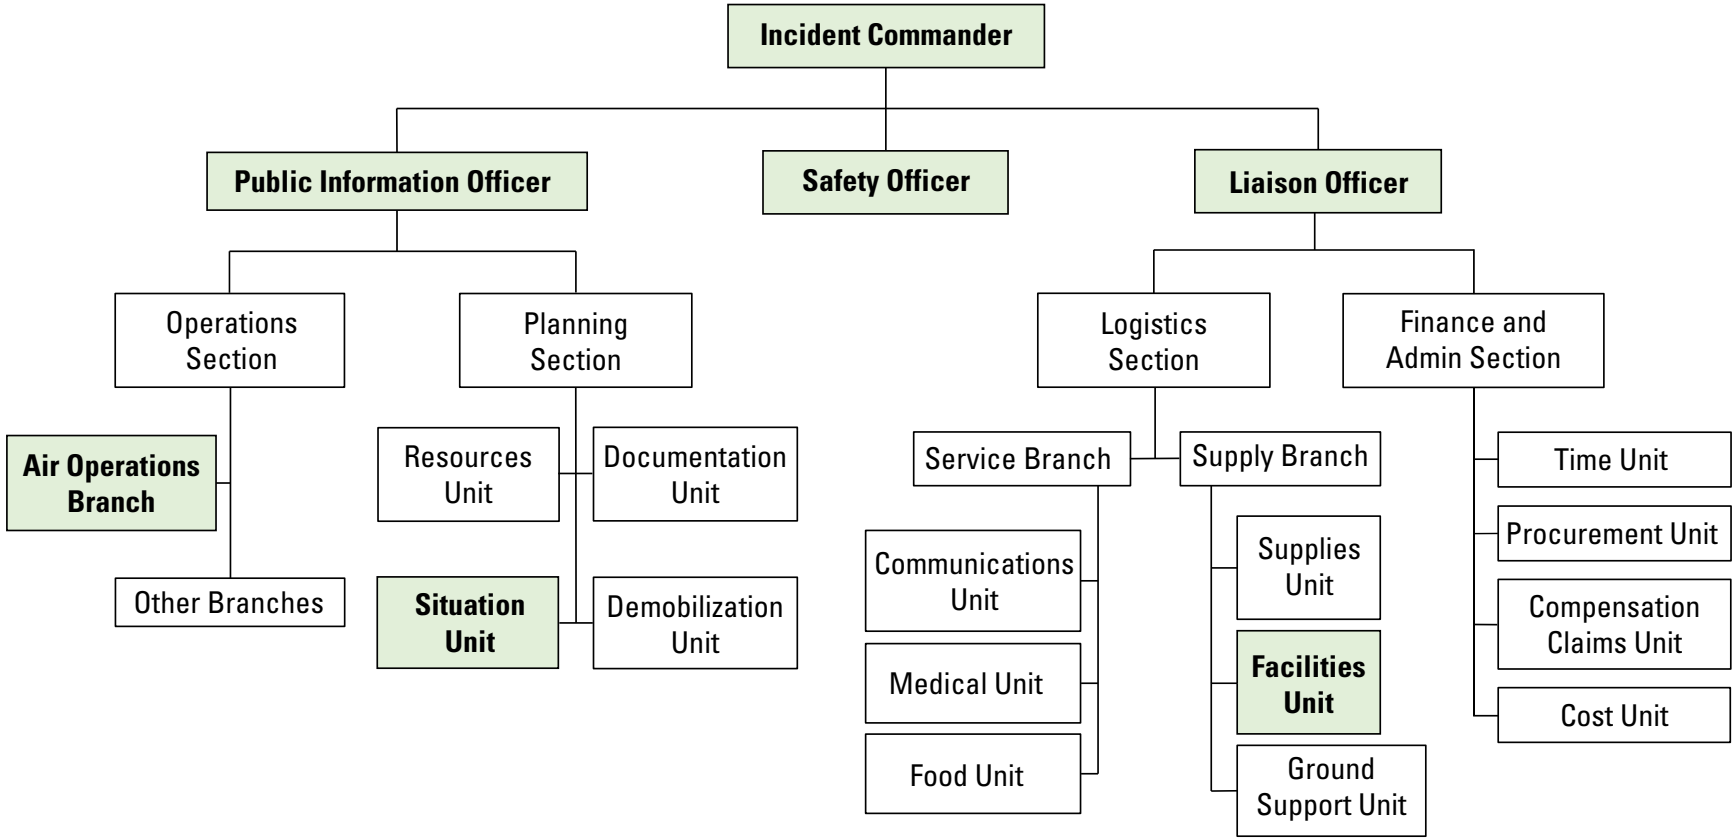 Incident Commander
Public Information Officer
Safety Officer
Liaison Officer
Operations
Section
Planning
Section
Logistics
Section
Finance and
Admin Section
Air Operations
Branch
Other Branches
Resources
Unit
Documentation
Unit
Situation
Unit
Demobilization
Unit
Service Branch
Supply Branch
Communications
Unit
Medical Unit
Food Unit
Supplies
Unit
Facilities
Unit
Ground
Support Unit
Time Unit
Procurement Unit
Compensation
Claims Unit
Cost Unit